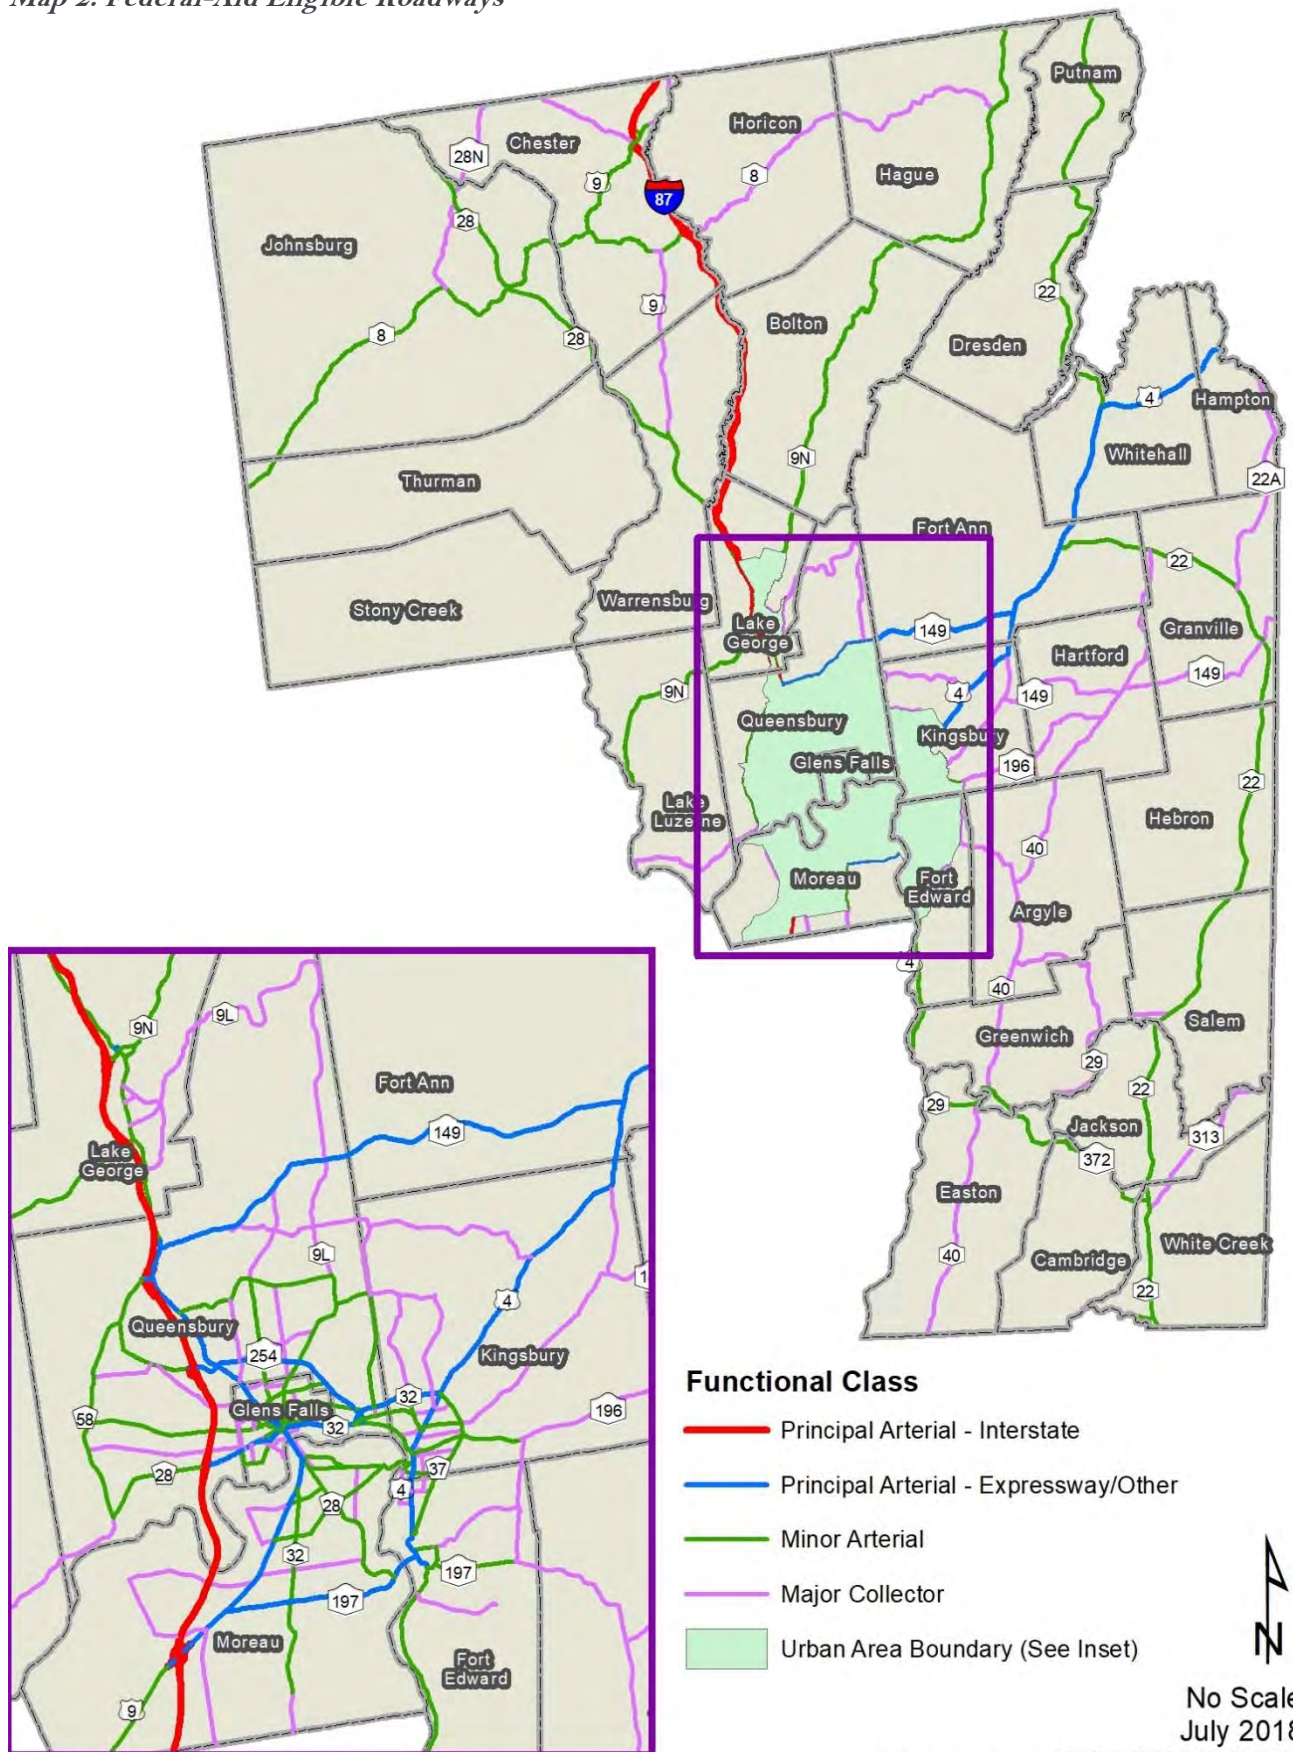 Map 2: Federal-Aid Eligible Roadways
Putnam
Horicon
Chester
28N
8
Hague
9
87
28
Johnsburg
22
9
Bolton
8
28
Dresden
4
Hampton
Whitehall
9N
22A
Thurman
Fort Ann
22
Warrensburg
Stony Creek
Lake
George
149
Granville
Hartford
149
9N
4
149
Queensbury
Kingsbury
Glens Falls
196
22
Lake
Luzerne
Hebron
40
Moreau
Fort
Edward
Argyle
4
40
Salem
Greenwich
29
22
29
Jackson
313
372
Easton
White Creek
40
Cambridge
22
9L
9N
Fort Ann
149
Lake
George
9L
4
Queensbury
254
Kingsbury
32
Glens Falls
58
32
196
28
37
4
28
32
197
197
Moreau
Fort
Edward
9
Functional Class
Principal Arterial - Interstate
Principal Arterial - Expressway/Other
Minor Arterial
Major Collector
Urban Area Boundary (See Inset)
N
No Scale
July 2018